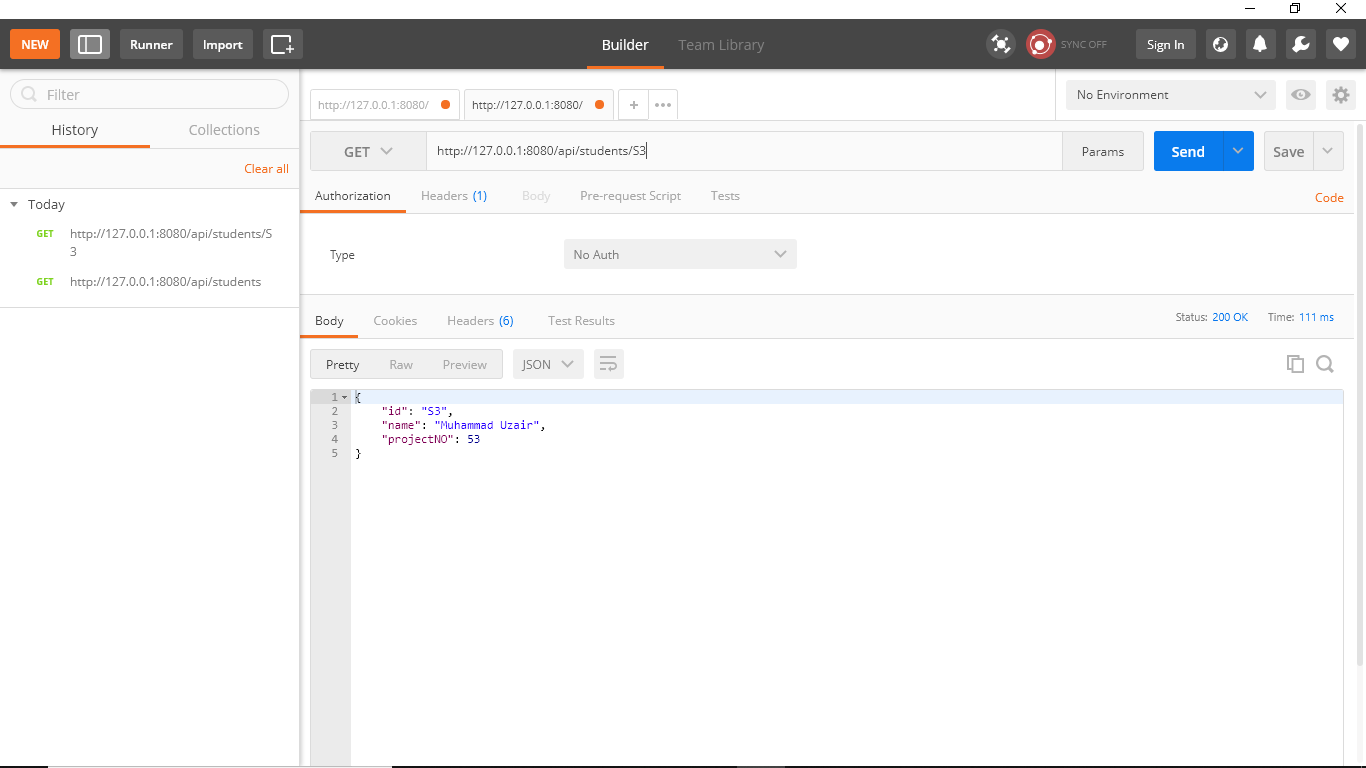 NEW
Runner
Import
Builder
Team Library
SYNC OFF
Sign In
Filter
History
Collections
Clear all
Today
GET http://127.0.0.1:8080/api/students/S
3
GET http://127.0.0.1:8080/api/students
http://127.0.0.1:8080/
http://127.0.0.1:8080/
+
•••
No Environment
GET
http://127.0.0.1:8080/api/students/S3
Params
Send
Save
Authorization
Headers (1)
Body
Pre-request Script
Tests
Code
Type
No Auth
Body
Cookies
Headers (6)
Test Results
Status: 200 OK
Time: 111 ms
Pretty
Raw
Preview
JSON
1 {
2 "id": "S3",
3 "name": "Muhammad Uzair",
4 "projectNO": 53
5 }